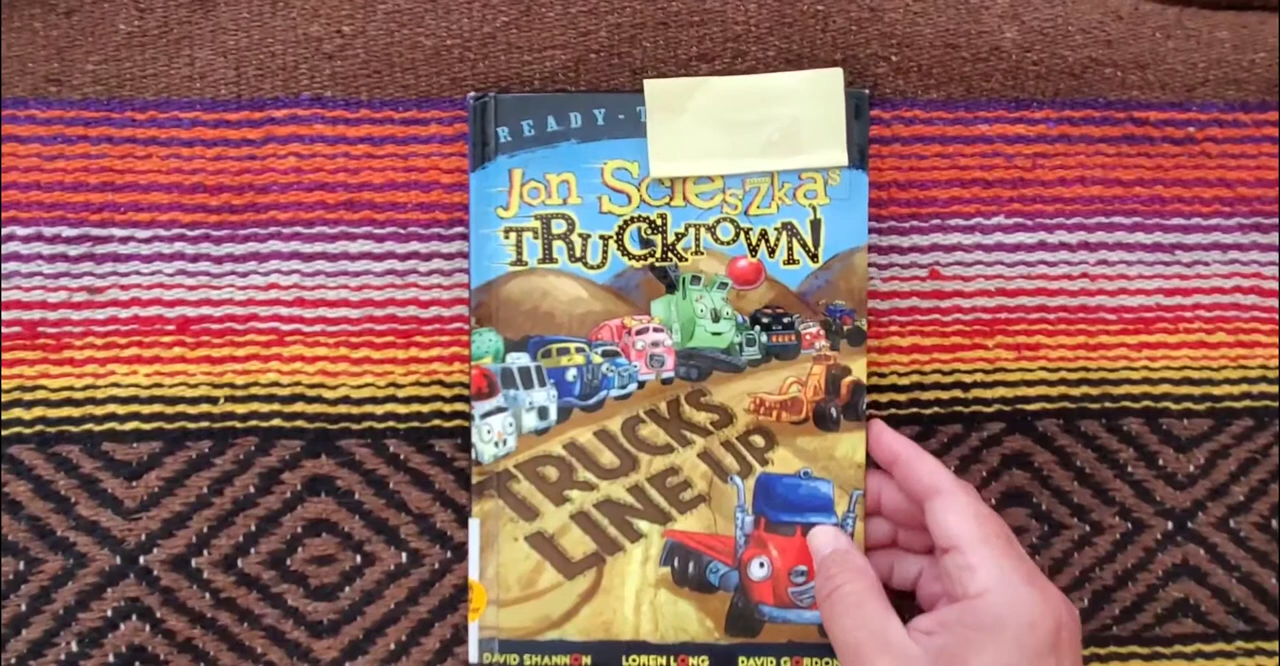 READY-T
Jon Scieszka's
TRUCKTOWN
TRUCKS
LINE UP
DAVID SHANNON LOREN LONG DAVID GORDON